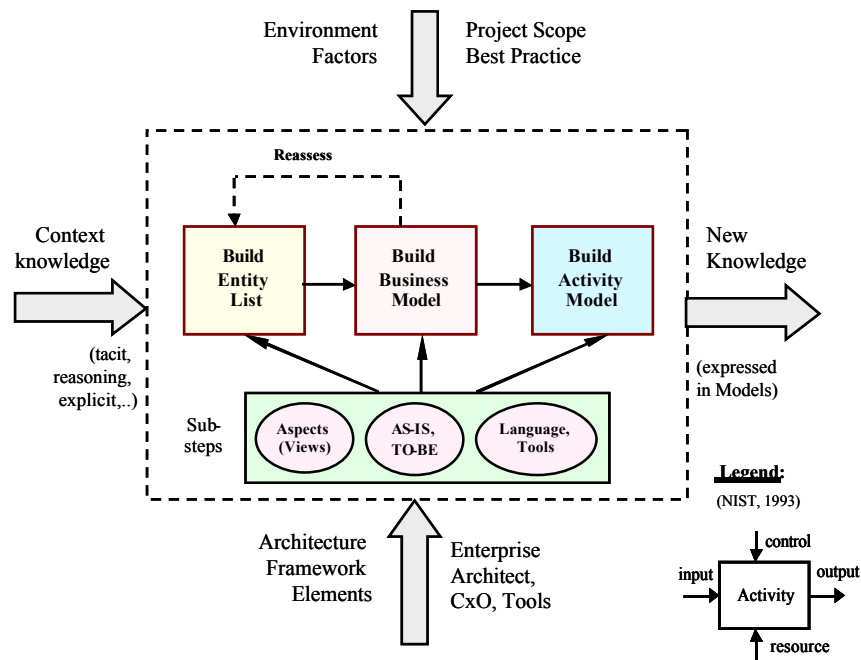 Environment
Factors
Project Scope
Best Practice
Reassess
Context
knowledge
Build
Entity
List
Build
Business
Model
Build
Activity
Model
New
Knowledge
(tacit,
reasoning,
explicit,..)
(expressed
in Models)
Sub-
steps
Aspects
(Views)
AS-IS,
TO-BE
Language,
Tools
Legend:
(NIST, 1993)
Architecture
Framework
Elements
Enterprise
Architect,
CxO, Tools
control
input
Activity
output
resource